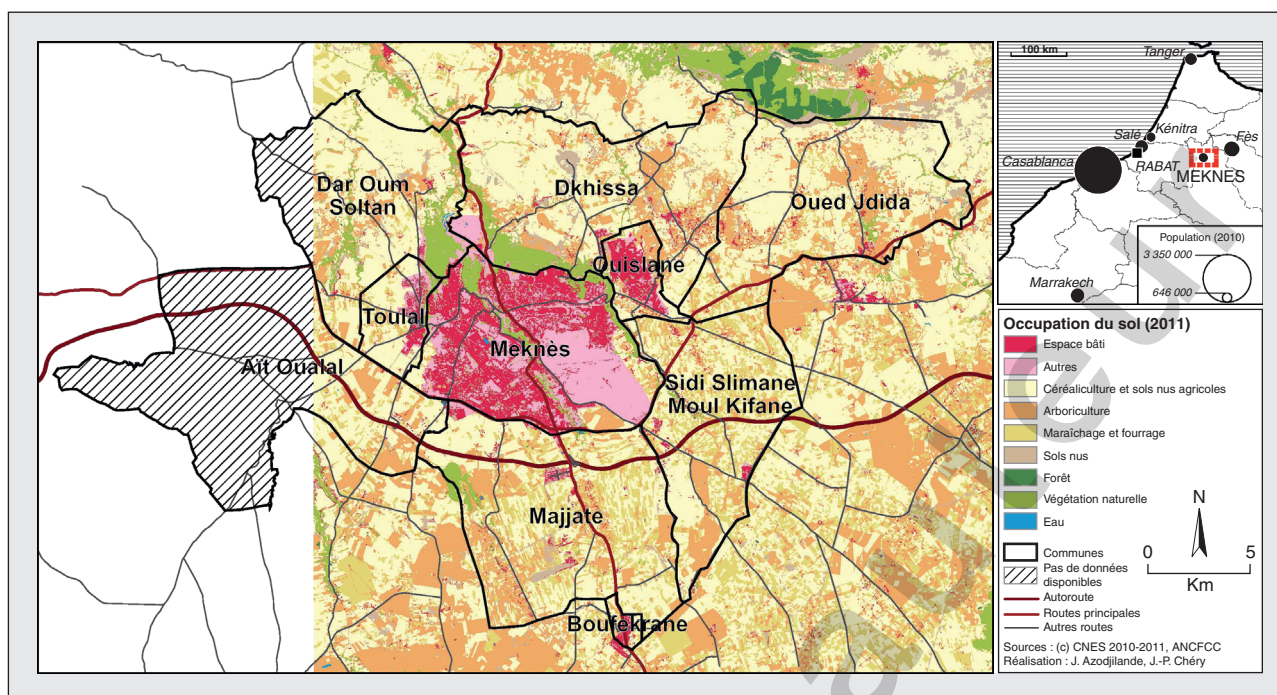 Dar Oum
Soltan
Dkhissa
Oued Jdida
Ouislane
Toulal
Meknès
Aït Oualal
Sidi Slimane
Moul Kifane
Majjate
Boufekrane
100 km
Tanger
Salé
Kénitra
Fès
Casablanca
RABAT
MEKNES
Marrakech
Population (2010)
3 350 000
646 000
Occupation du sol (2011)
Espace bâti
Autres
Céréaliculture et sols nus agricoles
Arboriculture
Maraîchage et fourrage
Sols nus
Forêt
Végétation naturelle
Eau
Communes
Pas de données
disponibles
Autoroute
Routes principales
Autres routes
N
0 5
Km
Sources : (c) CNES 2010-2011, ANCFCC
Réalisation : J. Azodjilande, J.-P. Chéry
auteur